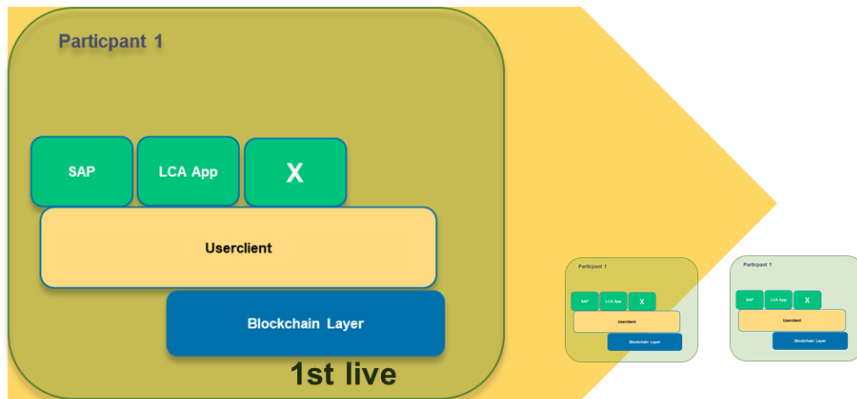 Particpant 1
SAP
LCA App
X
Userclient
Blockchain Layer
1st live
Particpant 1
SAP
LCA App
X
Userclient
Blockchain Layer
Particpant 1
SAP
LCA App
X
Userclient
Blockchain Layer